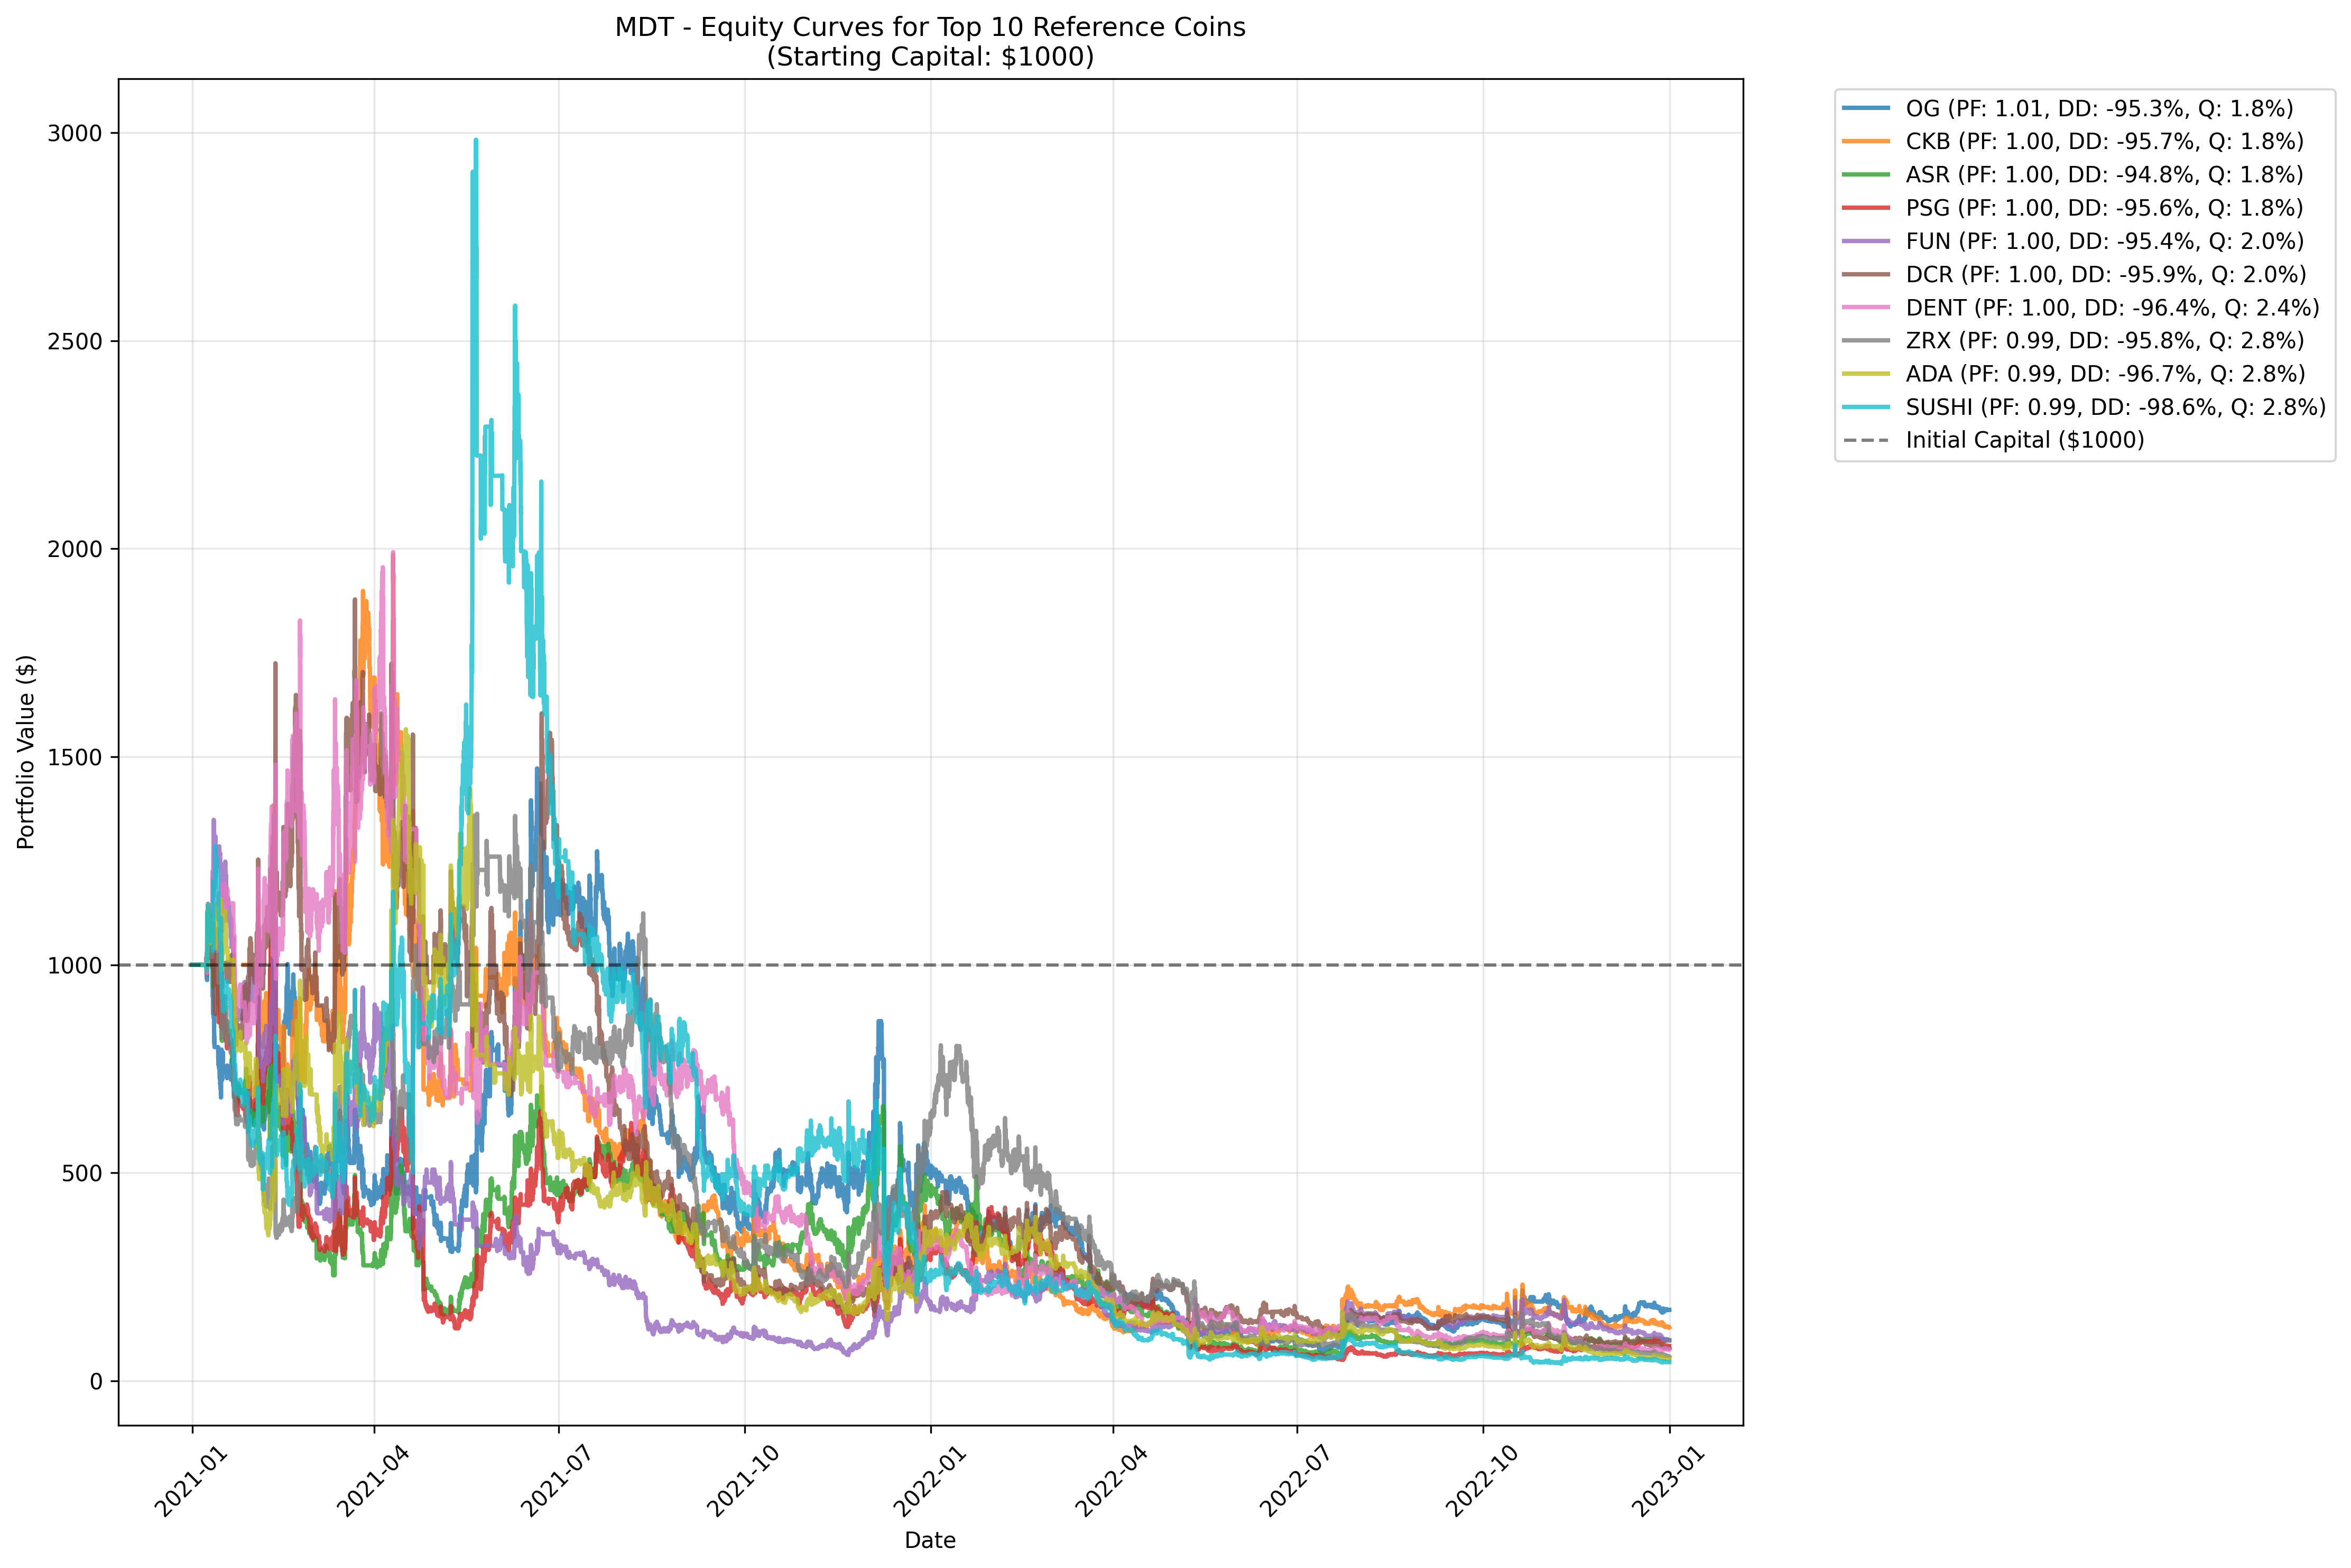 MDT - Equity Curves for Top 10 Reference Coins
(Starting Capital: $1000)
OG (PF: 1.01, DD: -95.3%, Q: 1.8%)
CKB (PF: 1.00, DD: -95.7%, Q: 1.8%)
ASR (PF: 1.00, DD: -94.8%, Q: 1.8%)
PSG (PF: 1.00, DD: -95.6%, Q: 1.8%)
FUN (PF: 1.00, DD: -95.4%, Q: 2.0%)
DCR (PF: 1.00, DD: -95.9%, Q: 2.0%)
DENT (PF: 1.00, DD: -96.4%, Q: 2.4%)
ZRX (PF: 0.99, DD: -95.8%, Q: 2.8%)
ADA (PF: 0.99, DD: -96.7%, Q: 2.8%)
SUSHI (PF: 0.99, DD: -98.6%, Q: 2.8%)
Initial Capital ($1000)
Portfolio Value ($)
3000
2500
2000
1500
1000
500
0
2021-01
2021-04
2021-07
2021-10
2022-01
2022-04
2022-07
2022-10
2023-01
Date